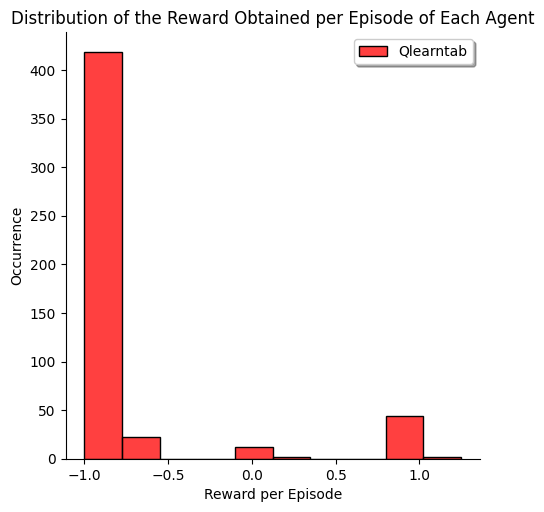 Distribution of the Reward Obtained per Episode of Each Agent
Qlearntab
400
350
300
250
200
150
100
50
0
Occurrence
−1.0 −0.5 0.0 0.5 1.0
Reward per Episode